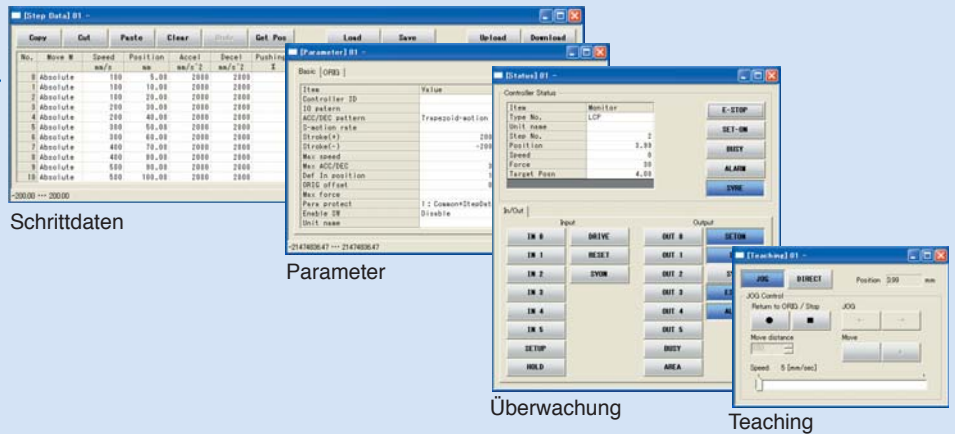 [Step Data] 01 -
Copy Cut Paste Clear Undo Get Pos Load Save Upload Download
No. Move M Speed Position Accel Decel Pushing
mm/s mm mm/s^2 mm/s^2 %
0 Absolute 100 5.00 2000 2000
1 Absolute 100 10.00 2000 2000
2 Absolute 100 20.00 2000 2000
3 Absolute 200 30.00 2000 2000
4 Absolute 200 40.00 2000 2000
5 Absolute 300 50.00 2000 2000
6 Absolute 300 60.00 2000 2000
7 Absolute 400 70.00 2000 2000
8 Absolute 400 80.00 2000 2000
9 Absolute 500 90.00 2000 2000
10 Absolute 500 100.00 2000 2000
-200.00 --- 200.00
Schrittdaten
[Parameter] 01 -
Basic ORIG
Item Value
Controller ID
IO patern
ACC/DEC pattern Trapezoid-motion
S-motion rate
Stroke(+) 200
Stroke(-) -200
Max speed
Max ACC/DEC 3
Def In position 1
ORIG offset 0
Max force
Para protect 1: Common+StepDat
Enable SW Disable
Unit name
-2147483647 --- 2147483647
Parameter
[Status] 01 -
Controller Status
Item Monitor
Type No. LCP
Unit name
Step No. 2
Position 3.99
Speed 0
Force 30
Target Posn 4.00
E-STOP
SET-ON
BUSY
ALARM
SVRE
In/Out
Input Output
IN 0 DRIVE OUT 0 SETON
IN 1 RESET OUT 1
IN 2 SVON OUT 2
IN 3 OUT 3
IN 4 OUT 4
IN 5 OUT 5
SETUP BUSY
HOLD AREA
Überwachung
[Teaching] 01 -
JOG DIRECT Position 3.99 mm
JOG Control
Return to ORIG / Stop JOG
Move distance Move
Speed 5 [mm/sec]
Teaching